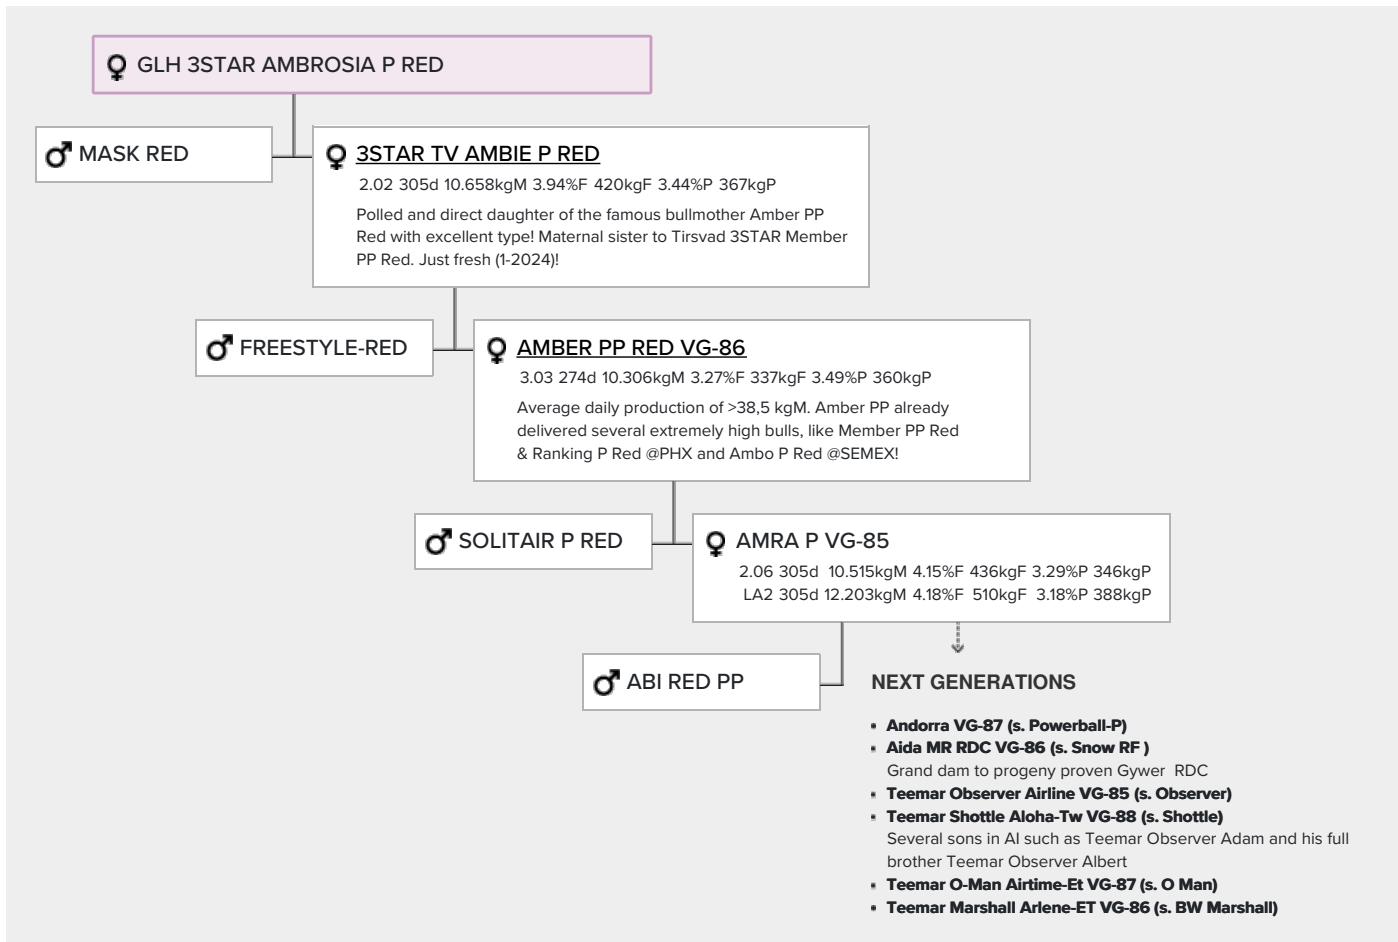 GLH 3STAR AMBROSIA P RED
MASK RED
3STAR TV AMBIE P RED
2.02 305d 10.658kgM 3.94%F 420kgF 3.44%P 367kgP
Polled and direct daughter of the famous bullmother Amber PP
Red with excellent type! Maternal sister to Tirsvad 3STAR Member
PP Red. Just fresh (1-2024)!
FREESTYLE-RED
AMBER PP RED VG-86
3.03 274d 10.306kgM 3.27%F 337kgF 3.49%P 360kgP
Average daily production of >38,5 kgM. Amber PP already
delivered several extremely high bulls, like Member PP Red
& Ranking P Red @PHX and Ambo P Red @SEMEX!
SOLITAIR P RED
AMRA P VG-85
2.06 305d 10.515kgM 4.15%F 436kgF 3.29%P 346kgP
LA2 305d 12.203kgM 4.18%F 510kgF 3.18%P 388kgP
ABI RED PP
NEXT GENERATIONS
• Andorra VG-87 (s. Powerball-P)
• Aida MR RDC VG-86 (s. Snow RF )
Grand dam to progeny proven Gywer RDC
• Teemar Observer Airline VG-85 (s. Observer)
• Teemar Shottle Aloha-Tw VG-88 (s. Shottle)
Several sons in AI such as Teemar Observer Adam and his full
brother Teemar Observer Albert
• Teemar O-Man Airtime-Et VG-87 (s. O Man)
• Teemar Marshall Arlene-ET VG-86 (s. BW Marshall)